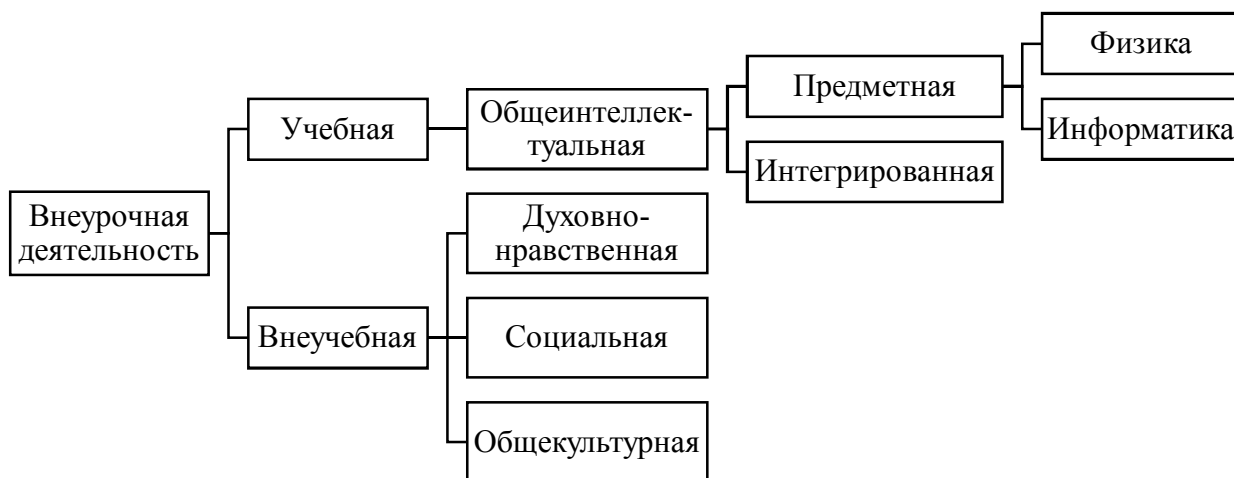 Физика
Предметная
Учебная
Общеинтеллек-
туальная
Информатика
Интегрированная
Внеурочная
деятельность
Духовно-
нравственная
Внеучебная
Социальная
Общекультурная